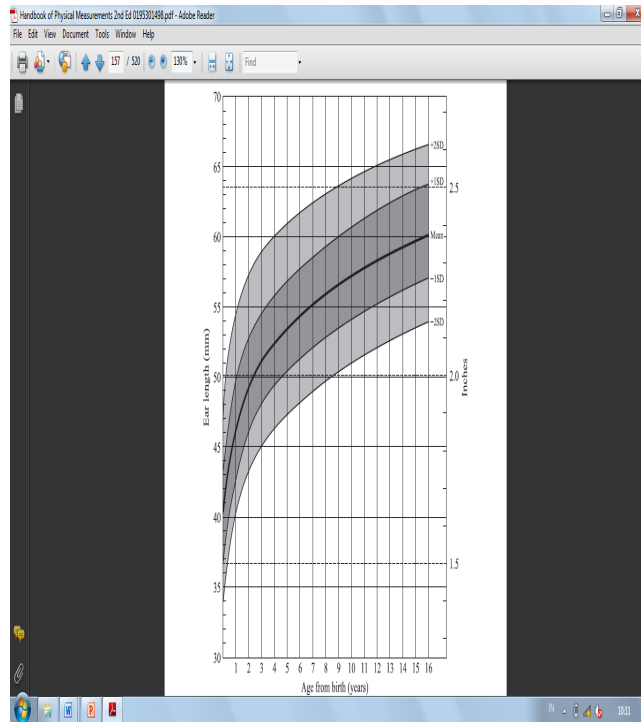 Handbook of Physical Measurements 2nd Ed 0195301498.pdf - Adobe Reader
File Edit View Document Tools Window Help
157 / 520 130% Find
70
+2SD
65
+1SD
2.5
60
Mean
−1SD
55
−2SD
50
2.0
45
40
1.5
35
30
Ear length (mm)
Inches
1 2 3 4 5 6 7 8 9 10 11 12 13 14 15 16
Age from birth (years)
IN 10:11